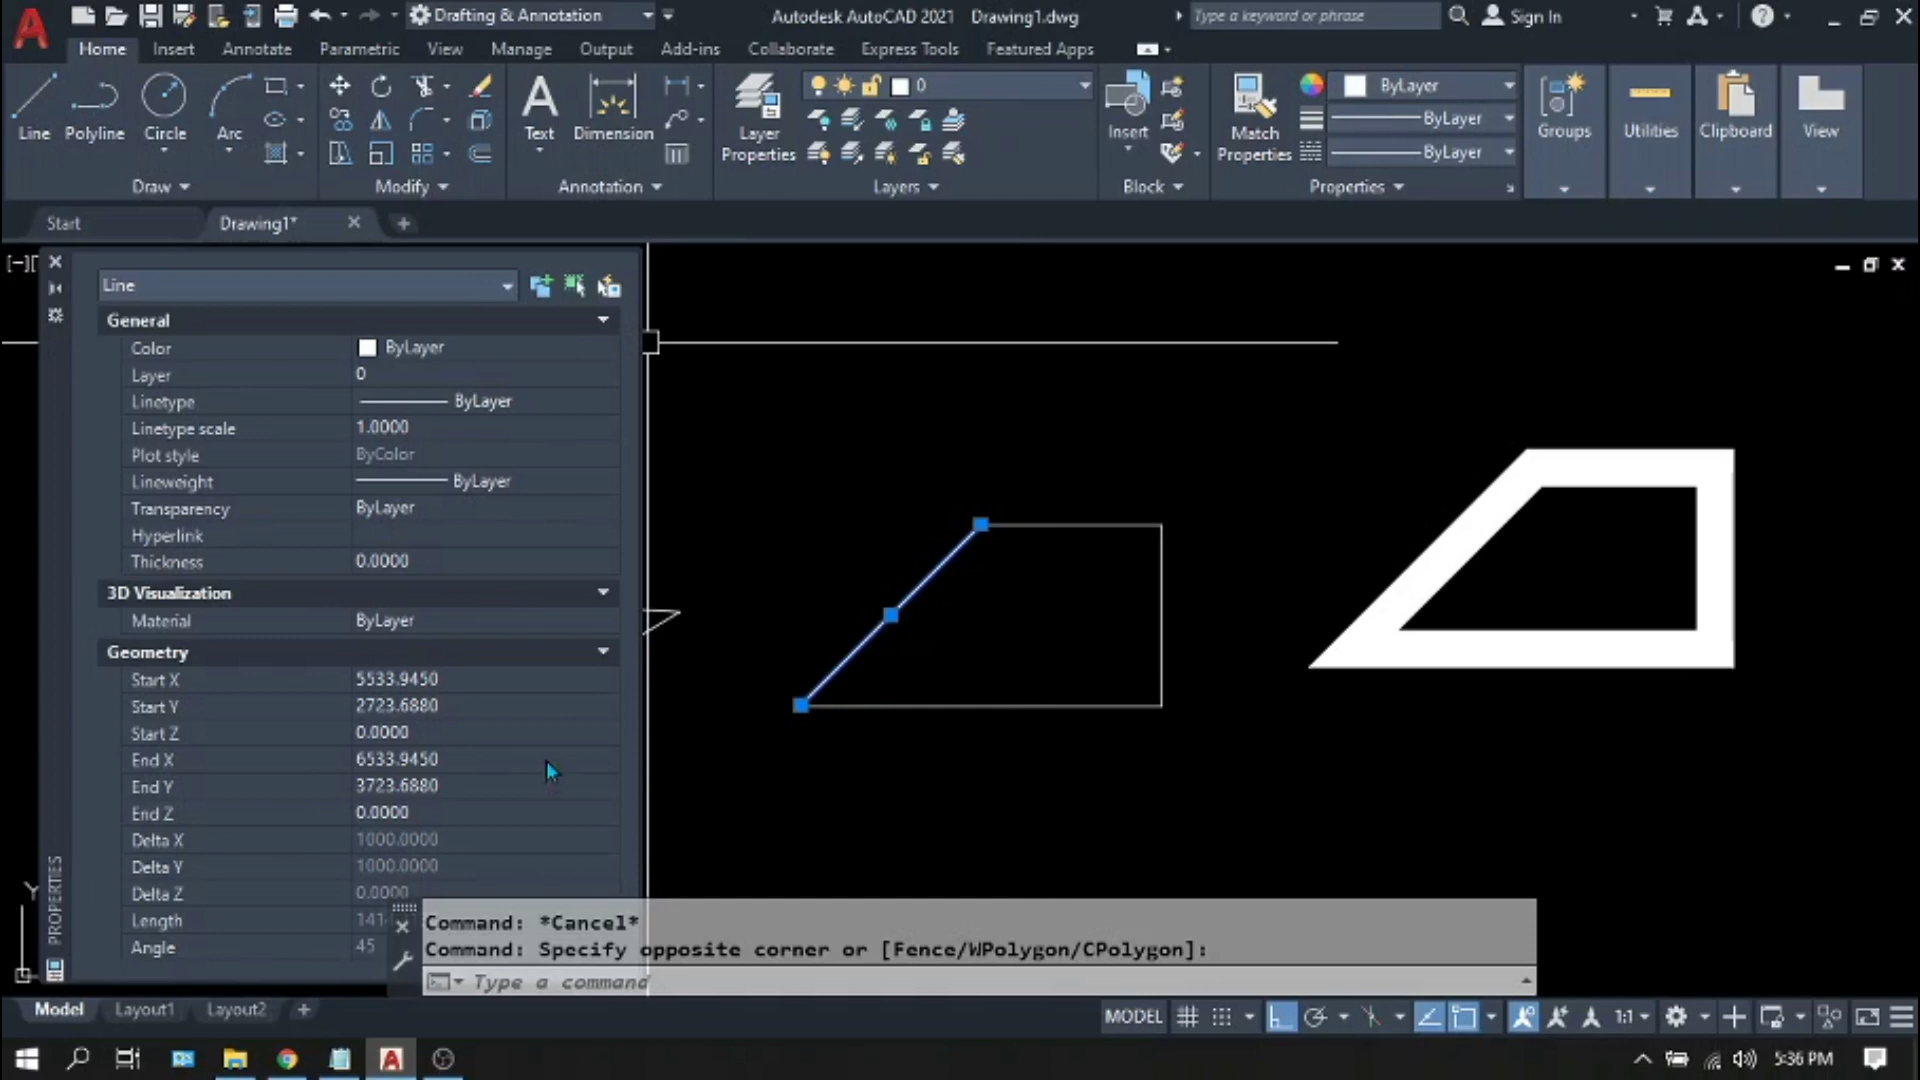 Drafting & Annotation
Autodesk AutoCAD 2021 Drawing1.dwg
Type a keyword or phrase
Sign In
Home Insert Annotate Parametric View Manage Output Add-ins Collaborate Express Tools Featured Apps
Line Polyline Circle Arc
Text Dimension
Layer Properties
0
Insert
Match Properties
ByLayer
ByLayer
ByLayer
Groups Utilities Clipboard View
Draw Modify Annotation Layers Block Properties
Start Drawing1*
[−][
Line
General
Color ByLayer
Layer 0
Linetype ByLayer
Linetype scale 1.0000
Plot style ByColor
Lineweight ByLayer
Transparency ByLayer
Hyperlink
Thickness 0.0000
3D Visualization
Material ByLayer
Geometry
Start X 5533.9450
Start Y 2723.6880
Start Z 0.0000
End X 6533.9450
End Y 3723.6880
End Z 0.0000
Delta X 1000.0000
Delta Y 1000.0000
Delta Z 0.0000
Length 141
Angle 45
PROPERTIES
Y
Command: *Cancel*
Command: Specify opposite corner or [Fence/WPolygon/CPolygon]:
Type a command
Model Layout1 Layout2
MODEL 1:1
5:36 PM